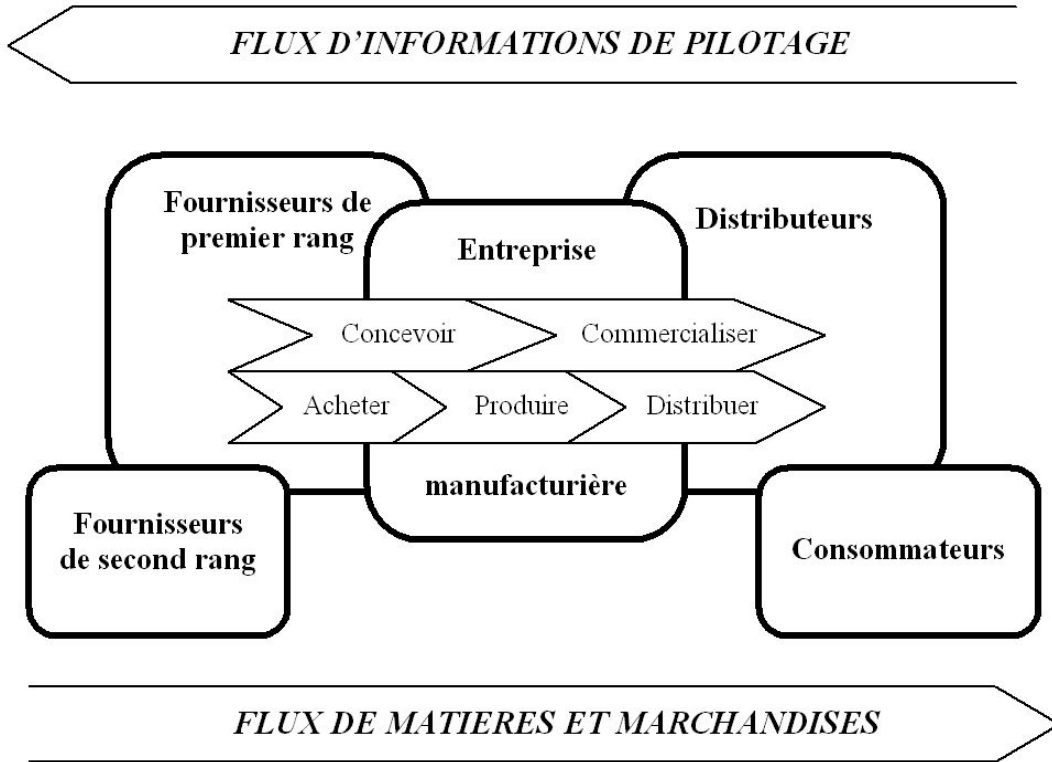 FLUX D’INFORMATIONS DE PILOTAGE
Fournisseurs de
premier rang
Entreprise
Distributeurs
Concevoir
Commercialiser
Acheter
Produire
Distribuer
manufacturière
Fournisseurs
de second rang
Consommateurs
FLUX DE MATIERES ET MARCHANDISES